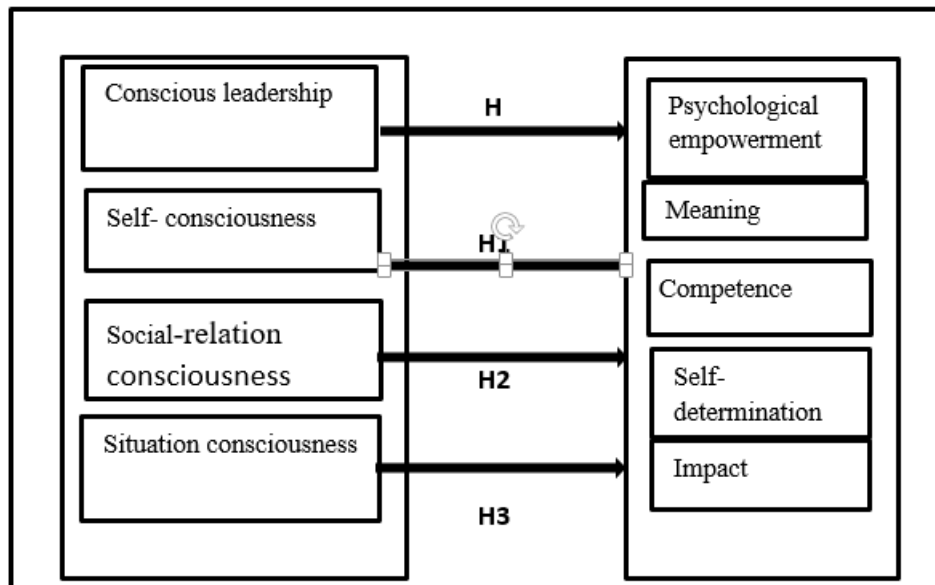 Conscious leadership
H
Psychological
empowerment
Self- consciousness
H1
Meaning
Competence
Social-relation
consciousness
H2
Self-
determination
Situation consciousness
Impact
H3